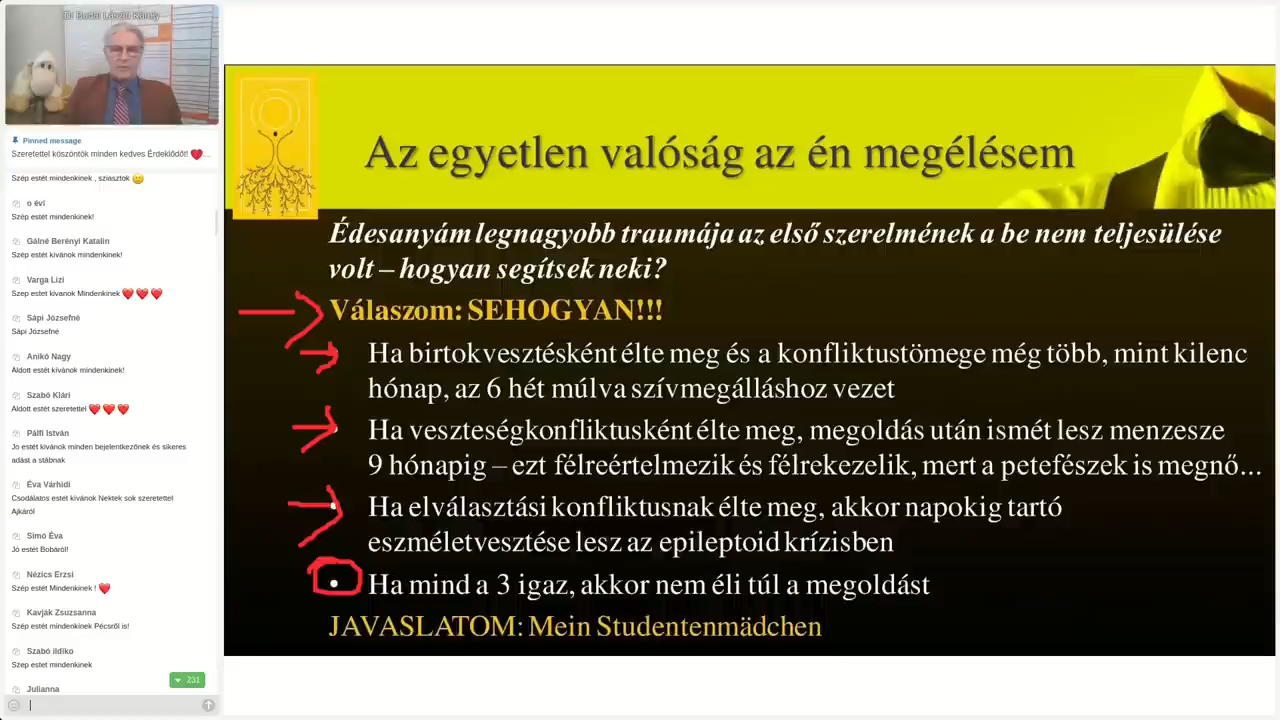 Dr Budai László Károly
Pinned message
Szeretettel köszöntök minden kedves Érdeklődőt! ❤️...
Szép estét mindenkinek , sziasztok 🙂
o évi
Szép estét mindenkinek!
Gálné Berényi Katalin
Szép estét kívánok mindenkinek!
Varga Lizi
Szep estet kivanok Mindenkinek ❤️ ❤️ ❤️
Sápi Józsefné
Sápi Józsefné
Anikó Nagy
Áldott estét kívánok mindenkinek!
Szabó Klári
Áldott estét szeretettel ❤️ ❤️ ❤️
Pálfi István
Jo estét kivánok minden bejelentkezőnek és sikeres
adást a stábnak
Éva Várhidi
Csodálatos estét kívánok Nektek sok szeretettel
Ajkáról
Simó Éva
Jó estét Bobáról!
Nézics Erzsi
Szép estét Mindenkinek ! ❤️
Kavják Zsuzsanna
Szép estét mindenkinek Pécsről is!
Szabó ildiko
Szép estet mindenkinek
Julianna
231
Az egyetlen valóság az én megélésem
Édesanyám legnagyobb traumája az első szerelmének a be nem teljesülése
volt – hogyan segítsek neki?
Válaszom: SEHOGYAN!!!
Ha birtokvesztésként élte meg és a konfliktustömege még több, mint kilenc
hónap, az 6 hét múlva szívmegálláshoz vezet
Ha veszteségkonfliktusként élte meg, megoldás után ismét lesz menzesze
9 hónapig – ezt félreértelmezik és félrekezelik, mert a petefészek is megnő...
• Ha elválasztási konfliktusnak élte meg, akkor napokig tartó
eszméletvesztése lesz az epileptoid krízisben
• Ha mind a 3 igaz, akkor nem éli túl a megoldást
JAVASLATOM: Mein Studentenmädchen